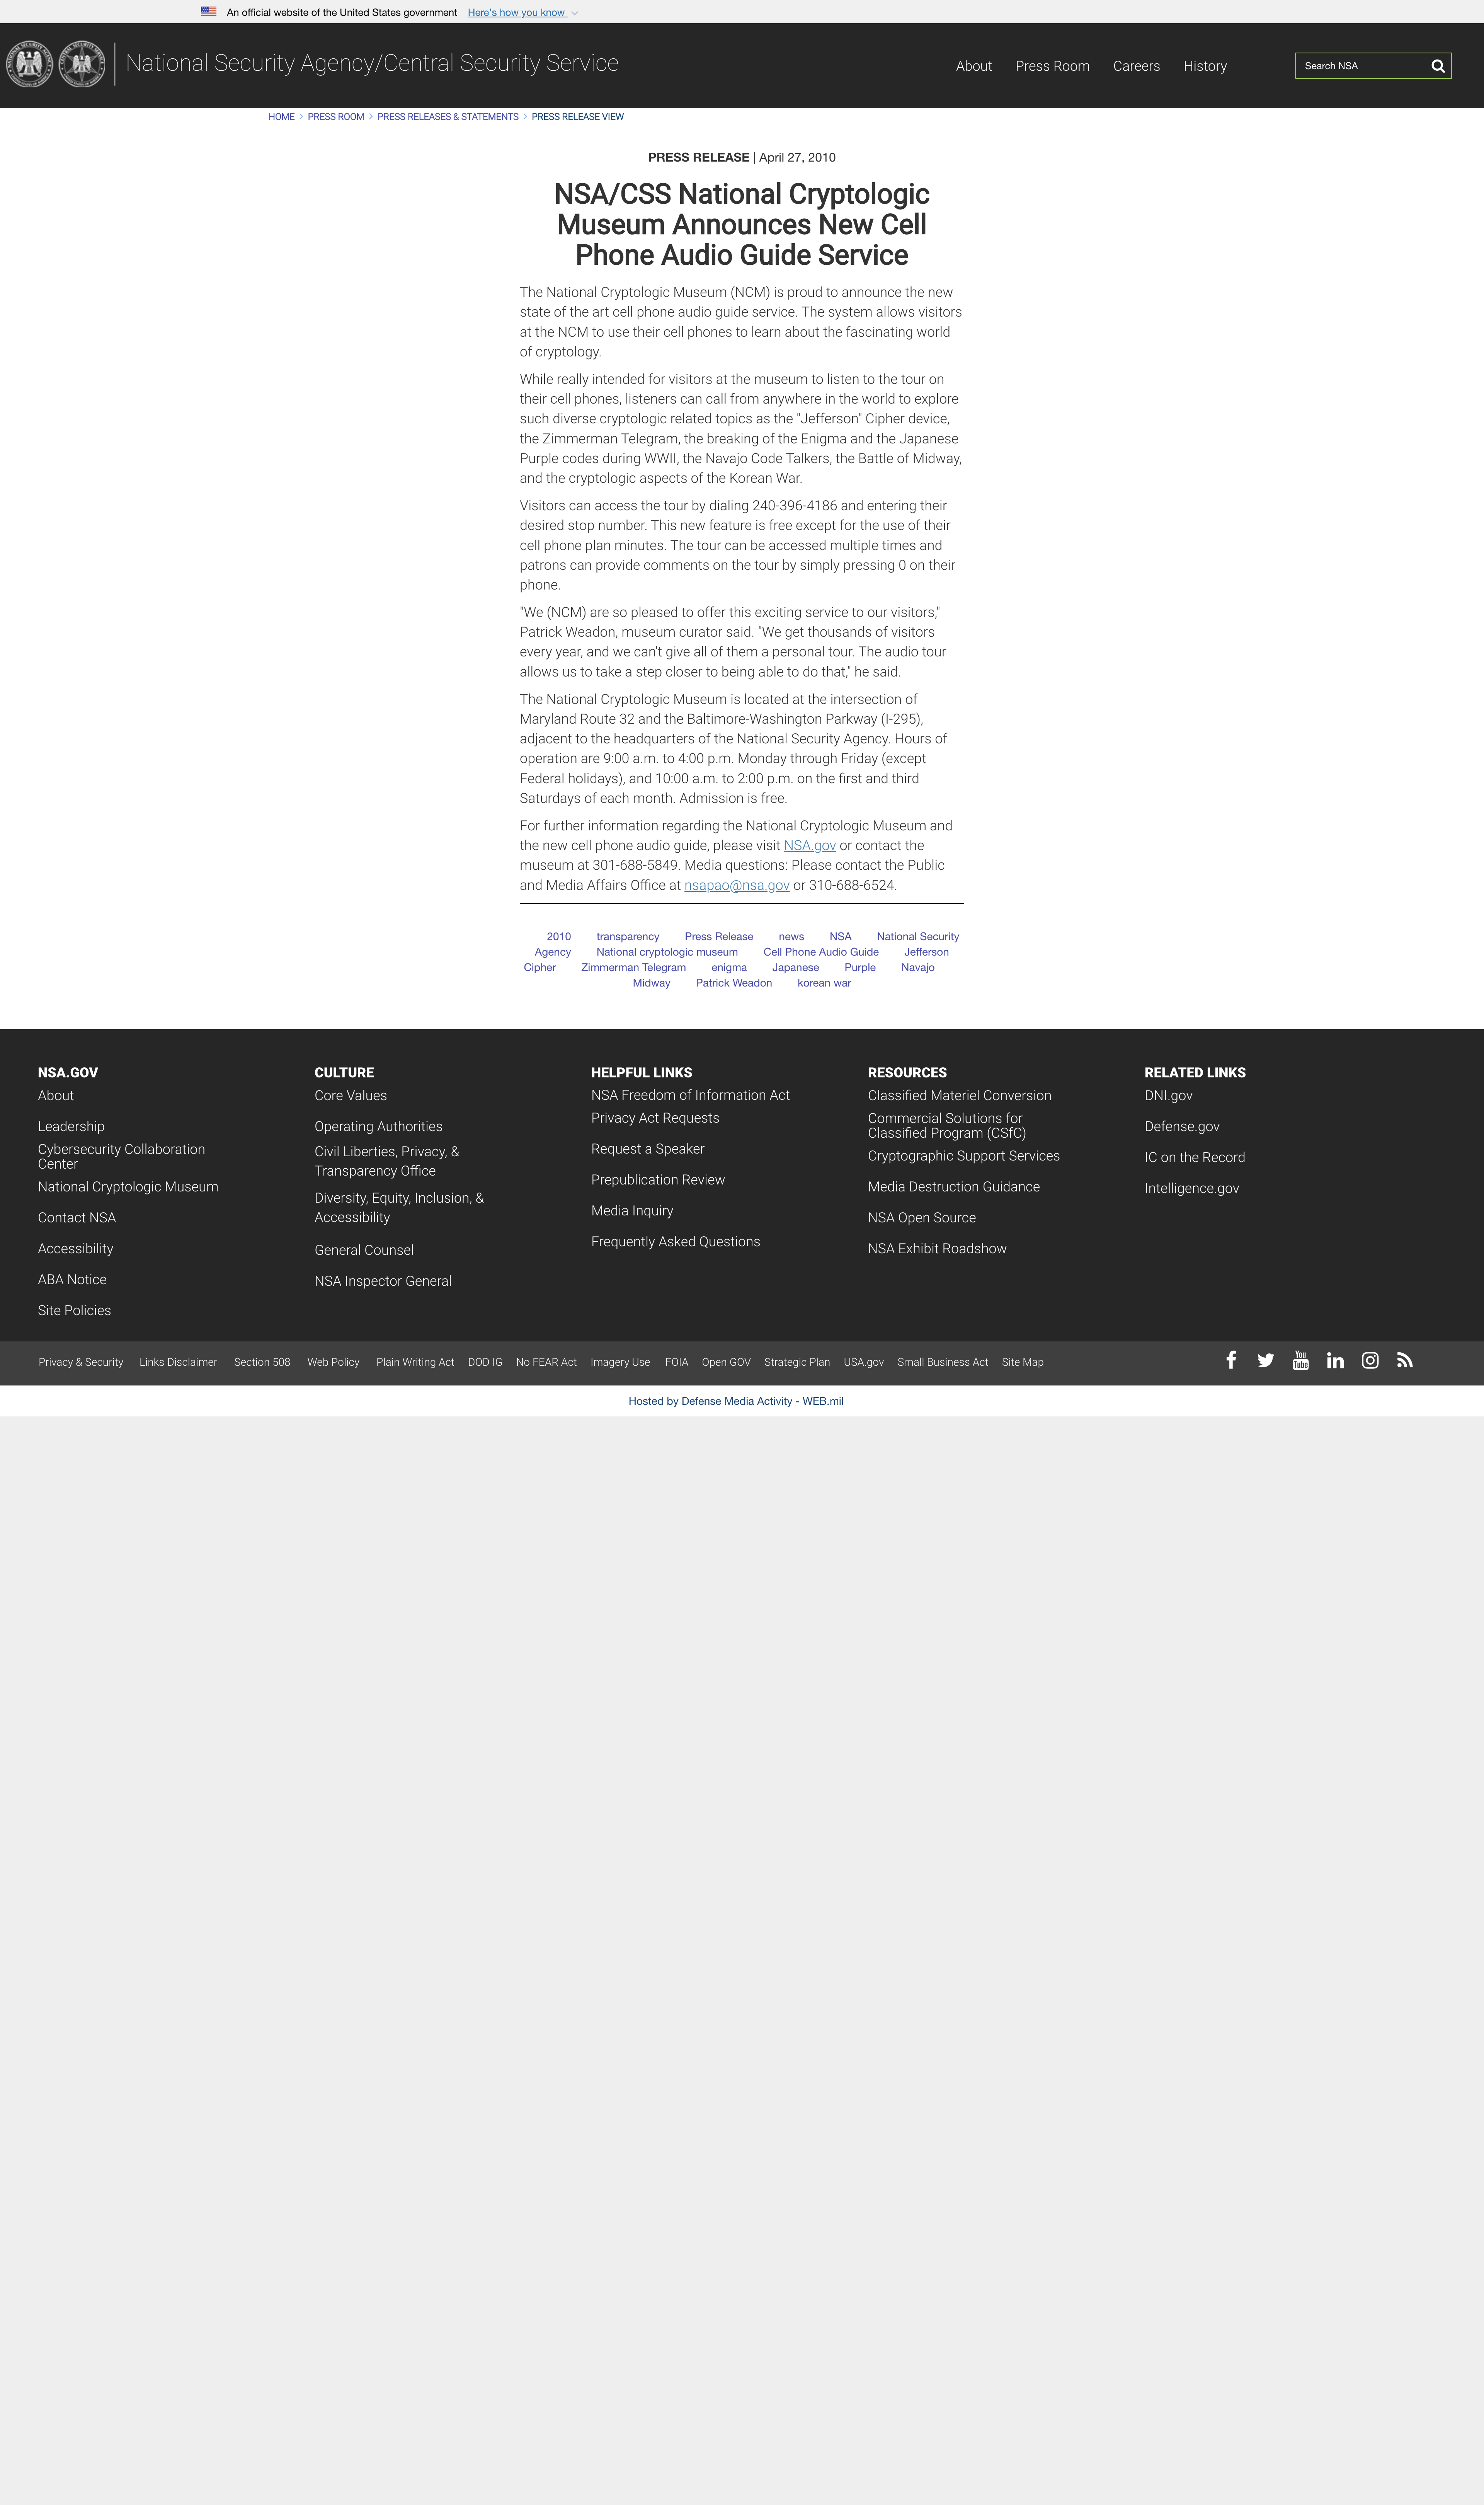 An official website of the United States government Here's how you know
National Security Agency/Central Security Service
About Press Room Careers History
Search NSA
HOME PRESS ROOM PRESS RELEASES & STATEMENTS PRESS RELEASE VIEW
PRESS RELEASE | April 27, 2010
NSA/CSS National Cryptologic
Museum Announces New Cell
Phone Audio Guide Service
The National Cryptologic Museum (NCM) is proud to announce the new
state of the art cell phone audio guide service. The system allows visitors
at the NCM to use their cell phones to learn about the fascinating world
of cryptology.
While really intended for visitors at the museum to listen to the tour on
their cell phones, listeners can call from anywhere in the world to explore
such diverse cryptologic related topics as the "Jefferson" Cipher device,
the Zimmerman Telegram, the breaking of the Enigma and the Japanese
Purple codes during WWII, the Navajo Code Talkers, the Battle of Midway,
and the cryptologic aspects of the Korean War.
Visitors can access the tour by dialing 240-396-4186 and entering their
desired stop number. This new feature is free except for the use of their
cell phone plan minutes. The tour can be accessed multiple times and
patrons can provide comments on the tour by simply pressing 0 on their
phone.
"We (NCM) are so pleased to offer this exciting service to our visitors,"
Patrick Weadon, museum curator said. "We get thousands of visitors
every year, and we can't give all of them a personal tour. The audio tour
allows us to take a step closer to being able to do that," he said.
The National Cryptologic Museum is located at the intersection of
Maryland Route 32 and the Baltimore-Washington Parkway (I-295),
adjacent to the headquarters of the National Security Agency. Hours of
operation are 9:00 a.m. to 4:00 p.m. Monday through Friday (except
Federal holidays), and 10:00 a.m. to 2:00 p.m. on the first and third
Saturdays of each month. Admission is free.
For further information regarding the National Cryptologic Museum and
the new cell phone audio guide, please visit NSA.gov or contact the
museum at 301-688-5849. Media questions: Please contact the Public
and Media Affairs Office at nsapao@nsa.gov or 310-688-6524.
2010 transparency Press Release news NSA National Security
Agency National cryptologic museum Cell Phone Audio Guide Jefferson
Cipher Zimmerman Telegram enigma Japanese Purple Navajo
Midway Patrick Weadon korean war
NSA.GOV
About
Leadership
Cybersecurity Collaboration
Center
National Cryptologic Museum
Contact NSA
Accessibility
ABA Notice
Site Policies
CULTURE
Core Values
Operating Authorities
Civil Liberties, Privacy, &
Transparency Office
Diversity, Equity, Inclusion, &
Accessibility
General Counsel
NSA Inspector General
HELPFUL LINKS
NSA Freedom of Information Act
Privacy Act Requests
Request a Speaker
Prepublication Review
Media Inquiry
Frequently Asked Questions
RESOURCES
Classified Materiel Conversion
Commercial Solutions for
Classified Program (CSfC)
Cryptographic Support Services
Media Destruction Guidance
NSA Open Source
NSA Exhibit Roadshow
RELATED LINKS
DNI.gov
Defense.gov
IC on the Record
Intelligence.gov
Privacy & Security Links Disclaimer Section 508 Web Policy Plain Writing Act DOD IG No FEAR Act Imagery Use FOIA Open GOV Strategic Plan USA.gov Small Business Act Site Map
You
Tube
Hosted by Defense Media Activity - WEB.mil